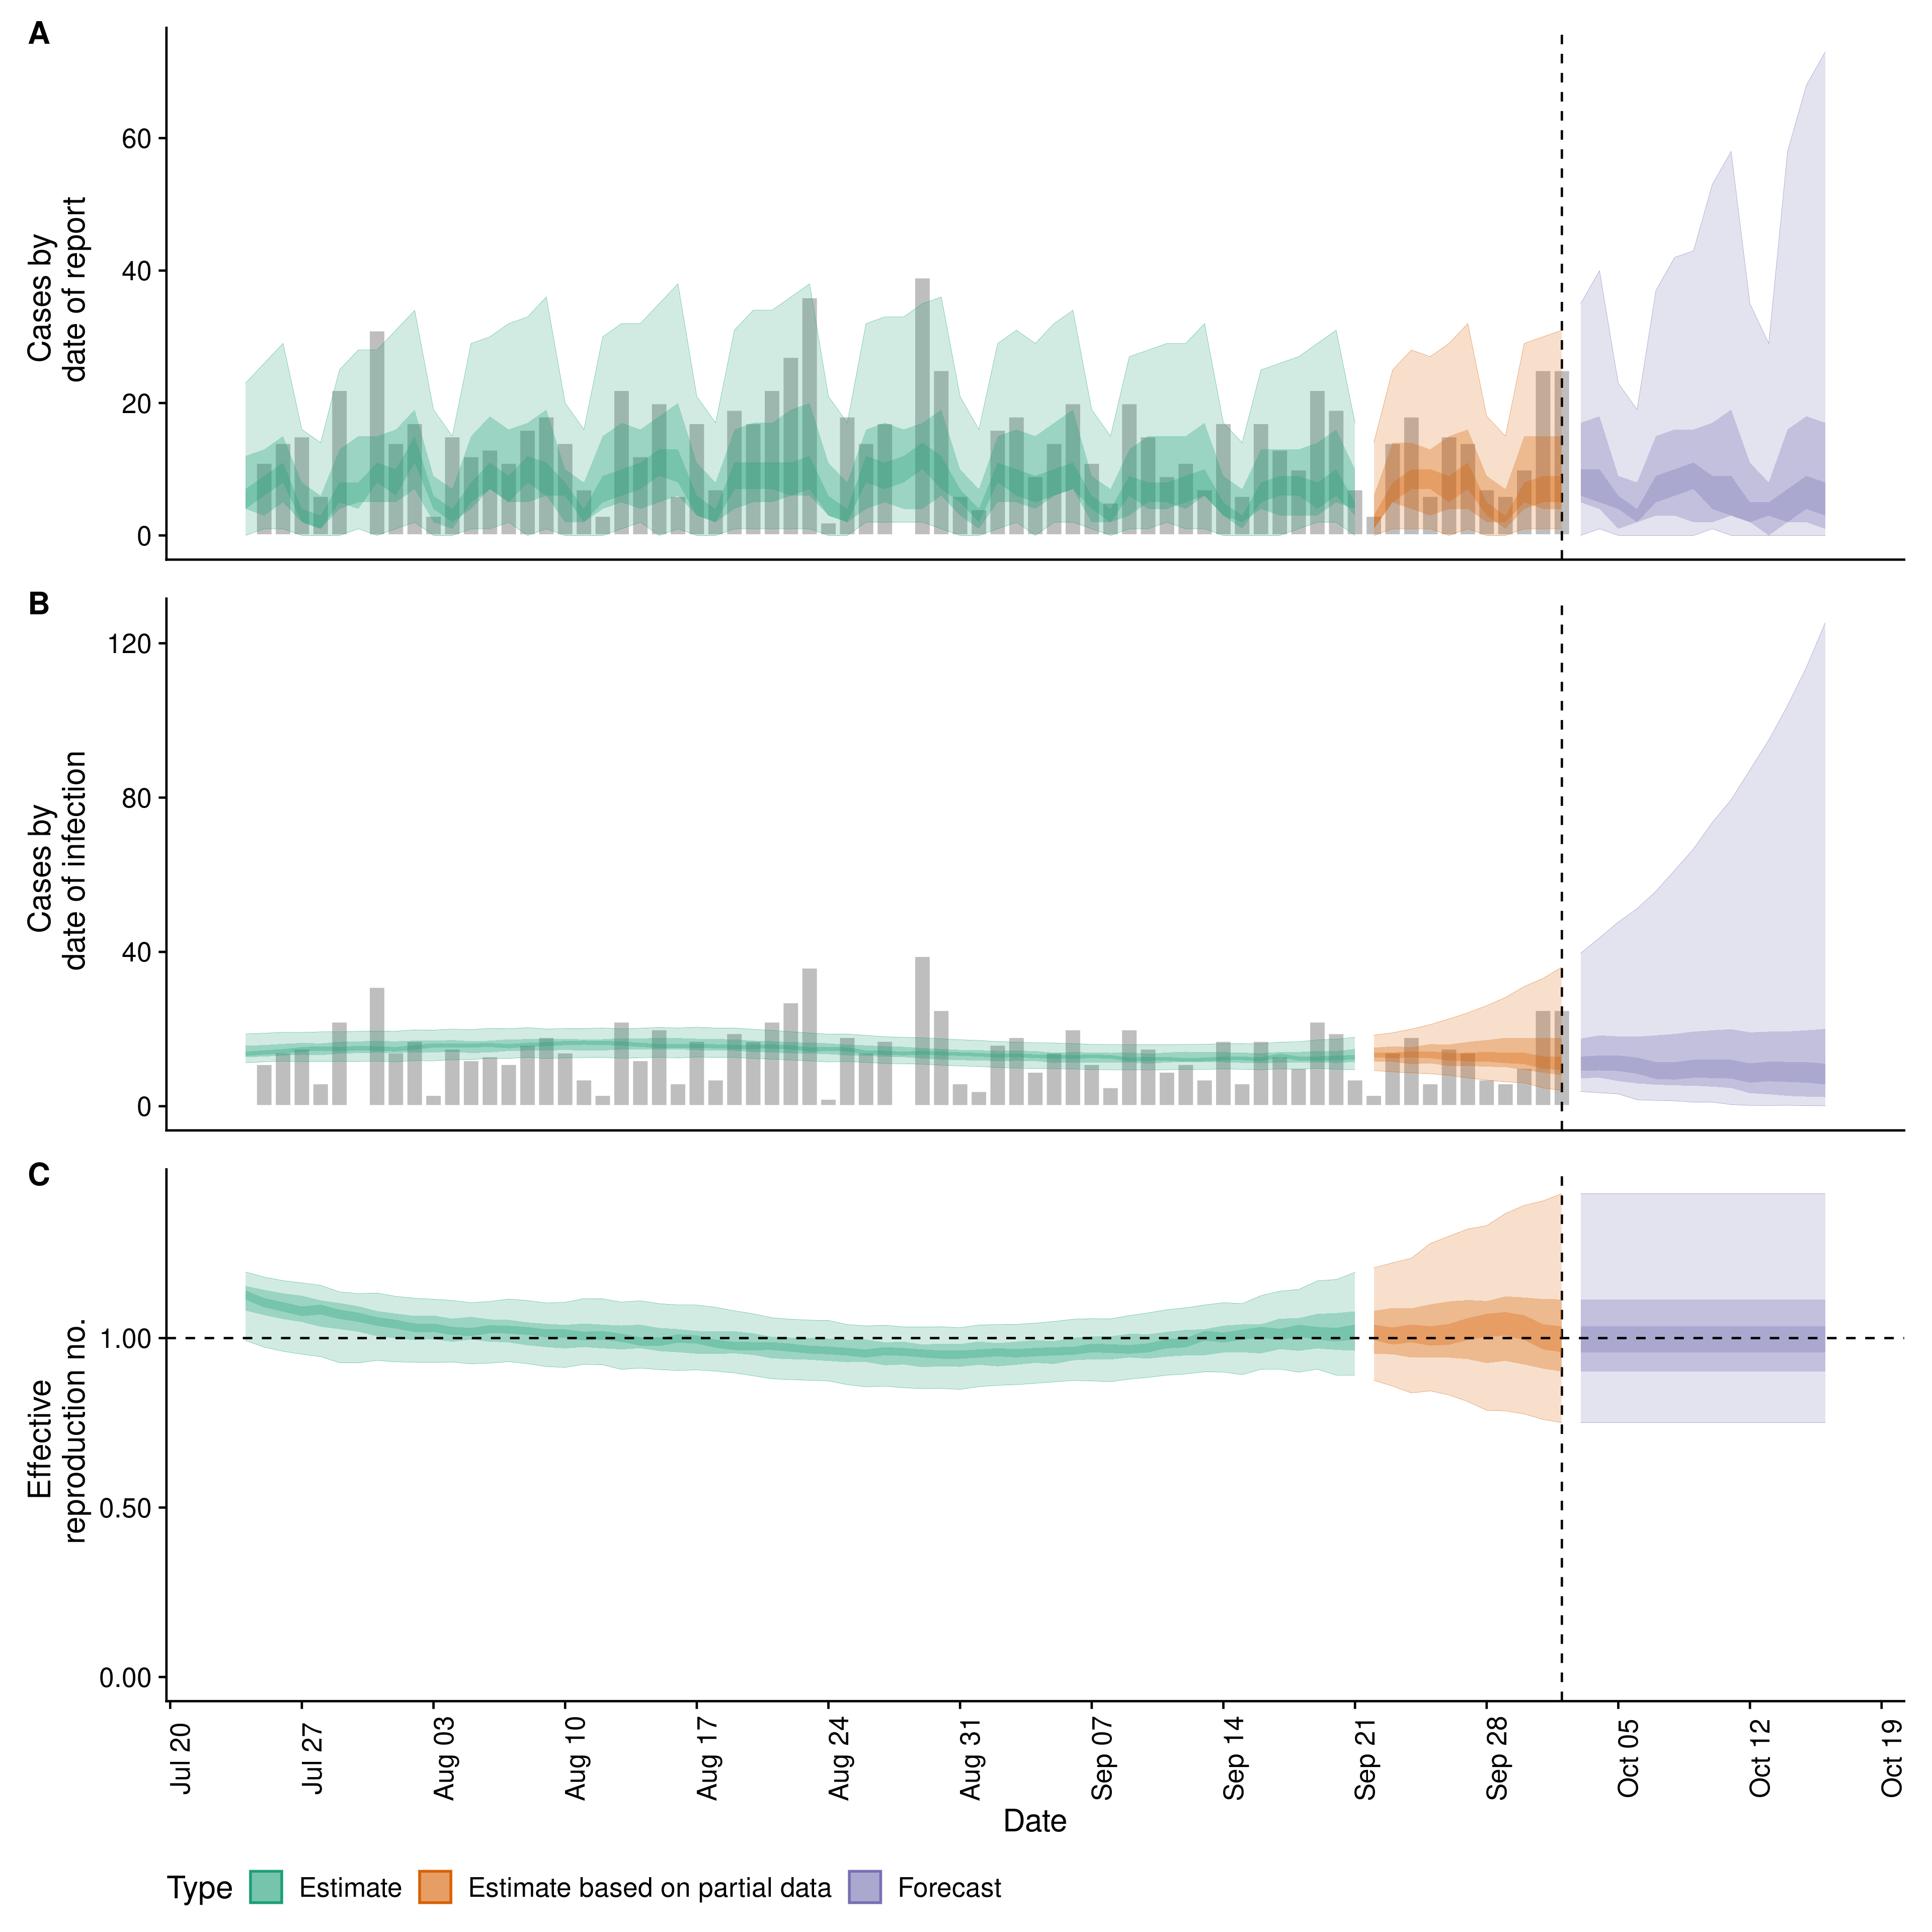 A
Cases by
date of report
60
40
20
0
B
Cases by
date of infection
120
80
40
0
C
Effective
reproduction no.
1.00
0.50
0.00
Jul 20
Jul 27
Aug 03
Aug 10
Aug 17
Aug 24
Aug 31
Sep 07
Sep 14
Sep 21
Sep 28
Oct 05
Oct 12
Oct 19
Date
Type Estimate Estimate based on partial data Forecast